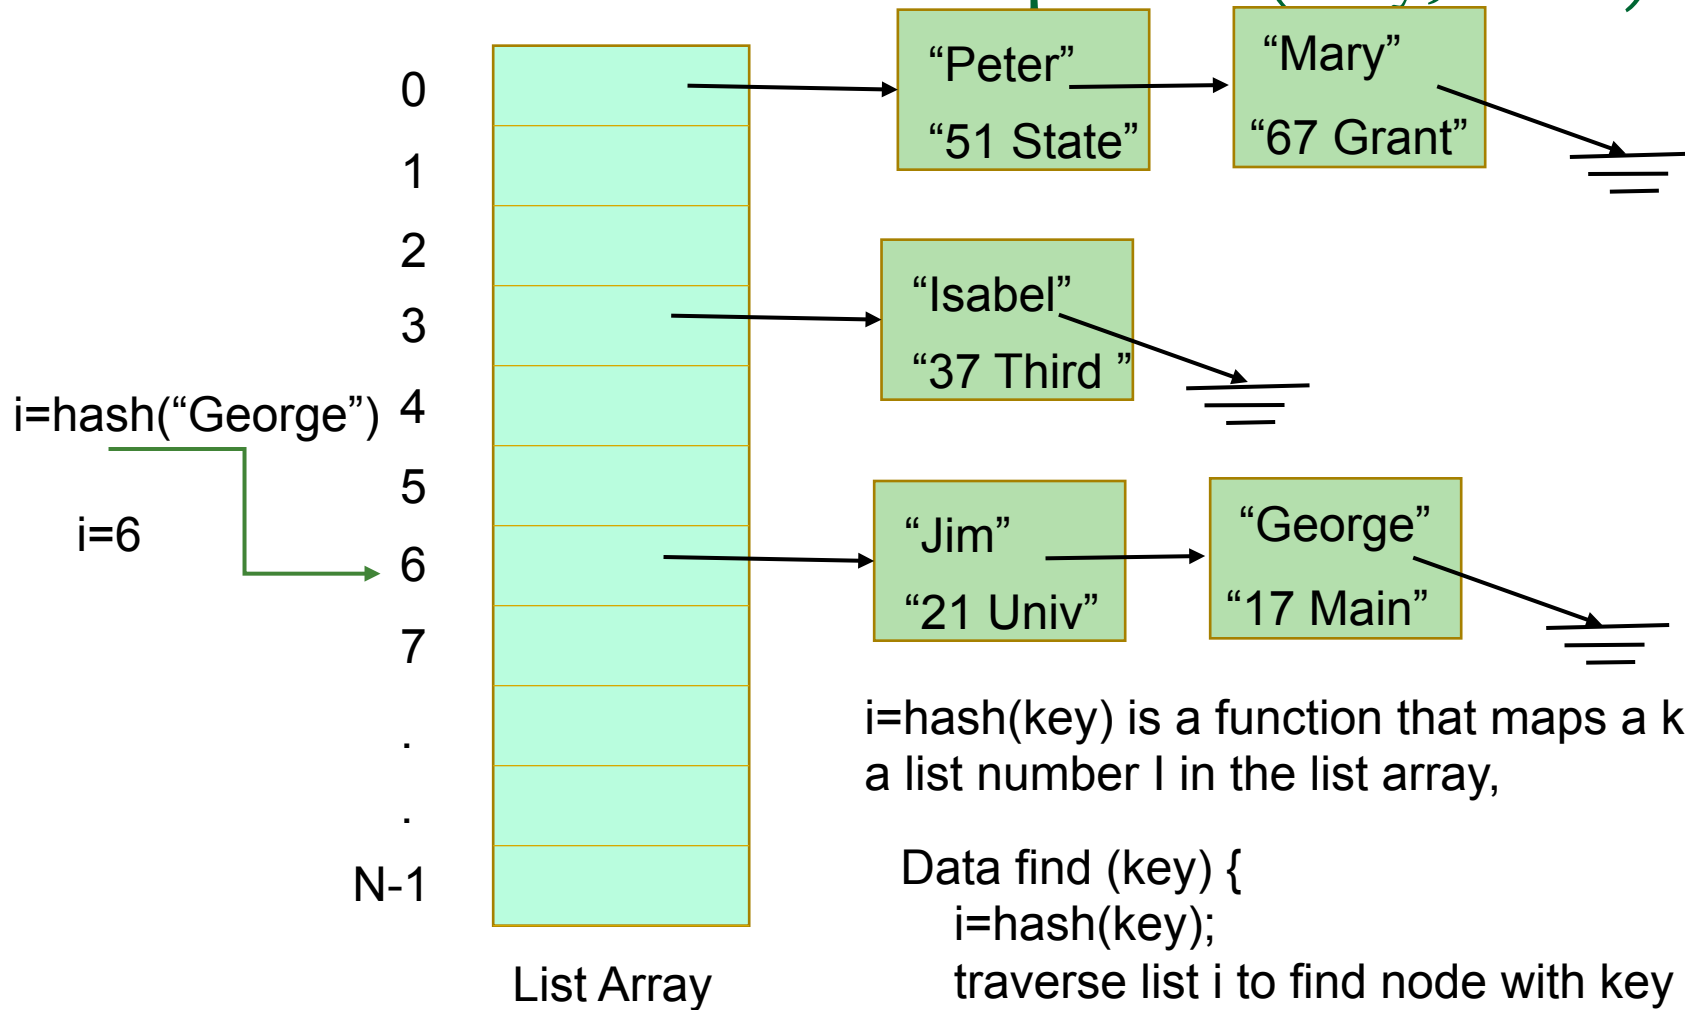 0
“Peter”
“51 State”
“Mary”
“67 Grant”
1
2
3
“Isabel”
“37 Third ”
i=hash(“George”)
4
5
i=6
6
“Jim”
“21 Univ”
“George”
“17 Main”
7
.
.
N-1
List Array
i=hash(key) is a function that maps a k
a list number I in the list array,
Data find (key) {
i=hash(key);
traverse list i to find node with key